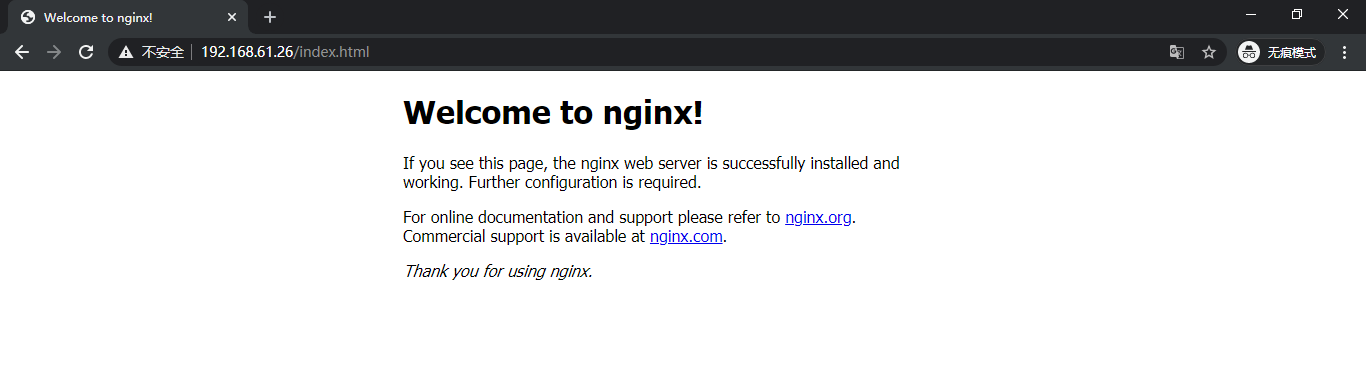 Welcome to nginx!
不安全 192.168.61.26/index.html 无痕模式
Welcome to nginx!
If you see this page, the nginx web server is successfully installed and
working. Further configuration is required.
For online documentation and support please refer to nginx.org.
Commercial support is available at nginx.com.
Thank you for using nginx.